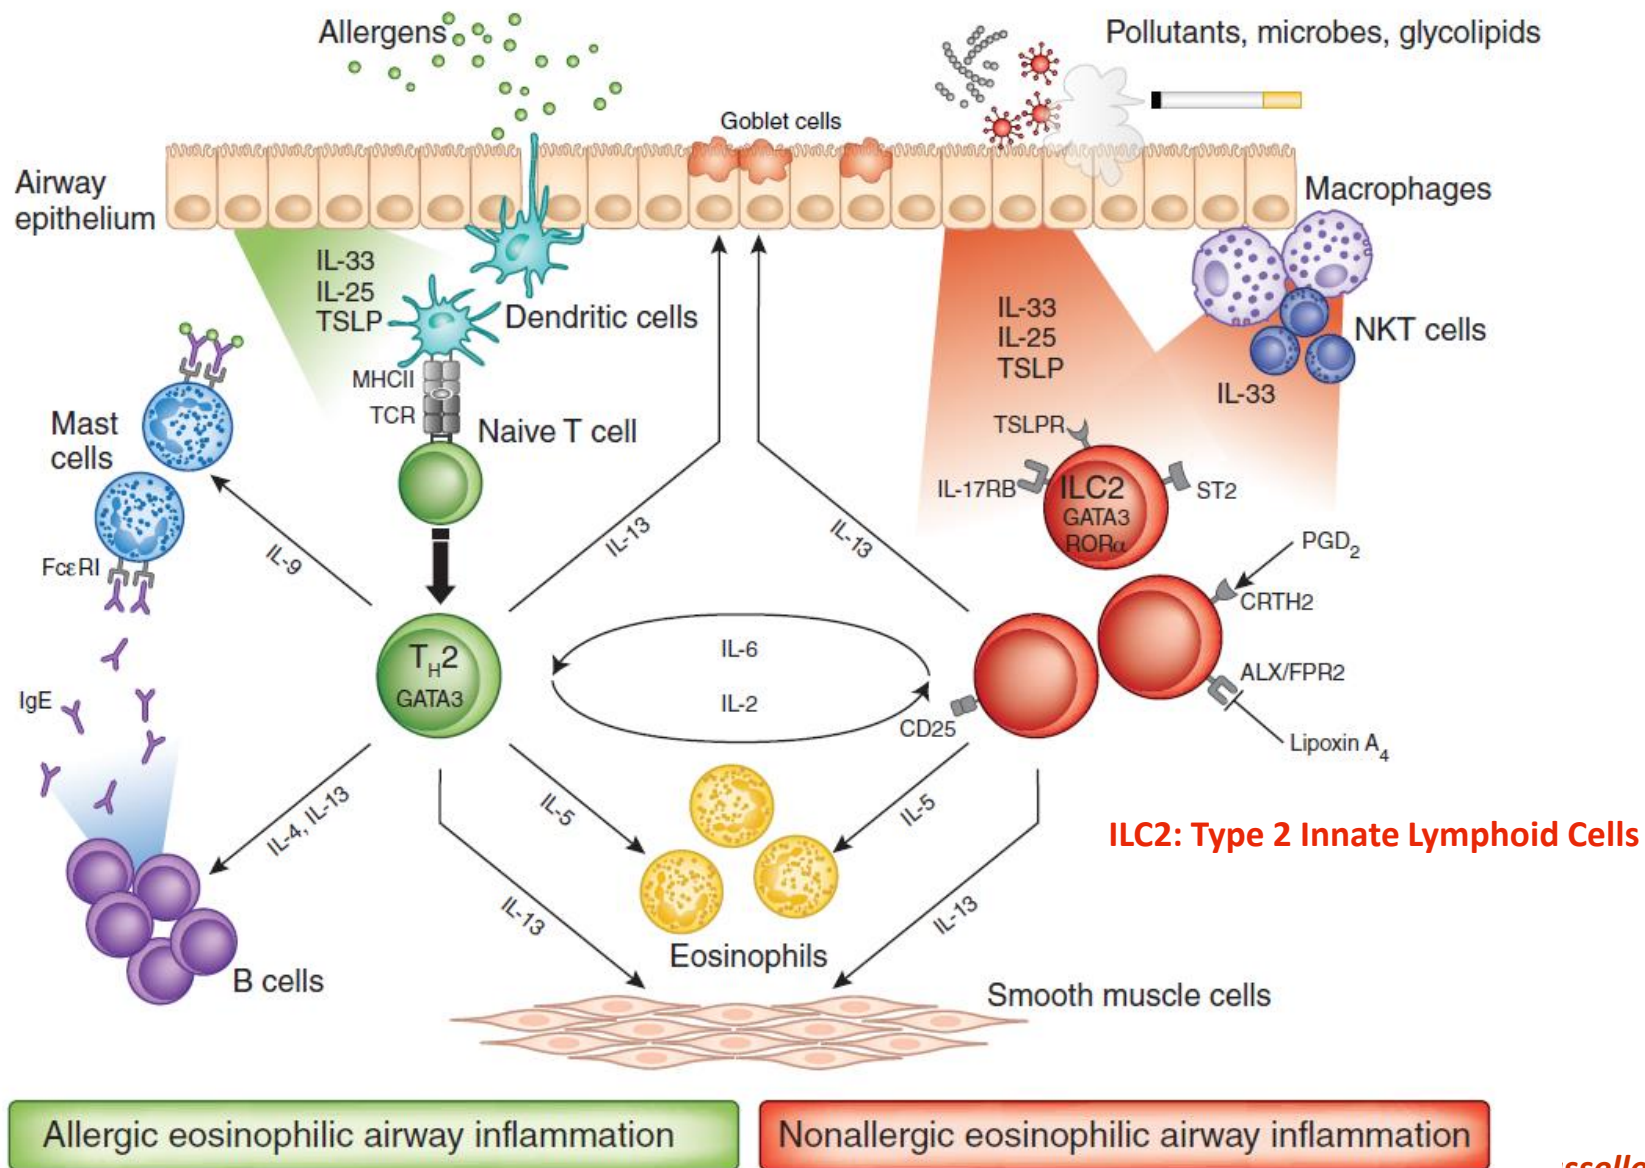 Allergens
Pollutants, microbes, glycolipids
Goblet cells
Airway
epithelium
Macrophages
IL-33
IL-25
TSLP
Dendritic cells
IL-33
IL-25
TSLP
NKT cells
IL-33
MHCII
TCR
Naive T cell
Mast
cells
TSLPR
IL-17RB
ILC2
GATA3
RORα
ST2
FcεRI
IL-9
IL-13
IL-13
PGD2
CRTH2
TH2
GATA3
IL-6
IL-2
CD25
ALX/FPR2
Lipoxin A4
IgE
IL-4, IL-13
IL-5
IL-5
ILC2: Type 2 Innate Lymphoid Cells
IL-13
IL-13
Eosinophils
B cells
Smooth muscle cells
Allergic eosinophilic airway inflammation
Nonallergic eosinophilic airway inflammation